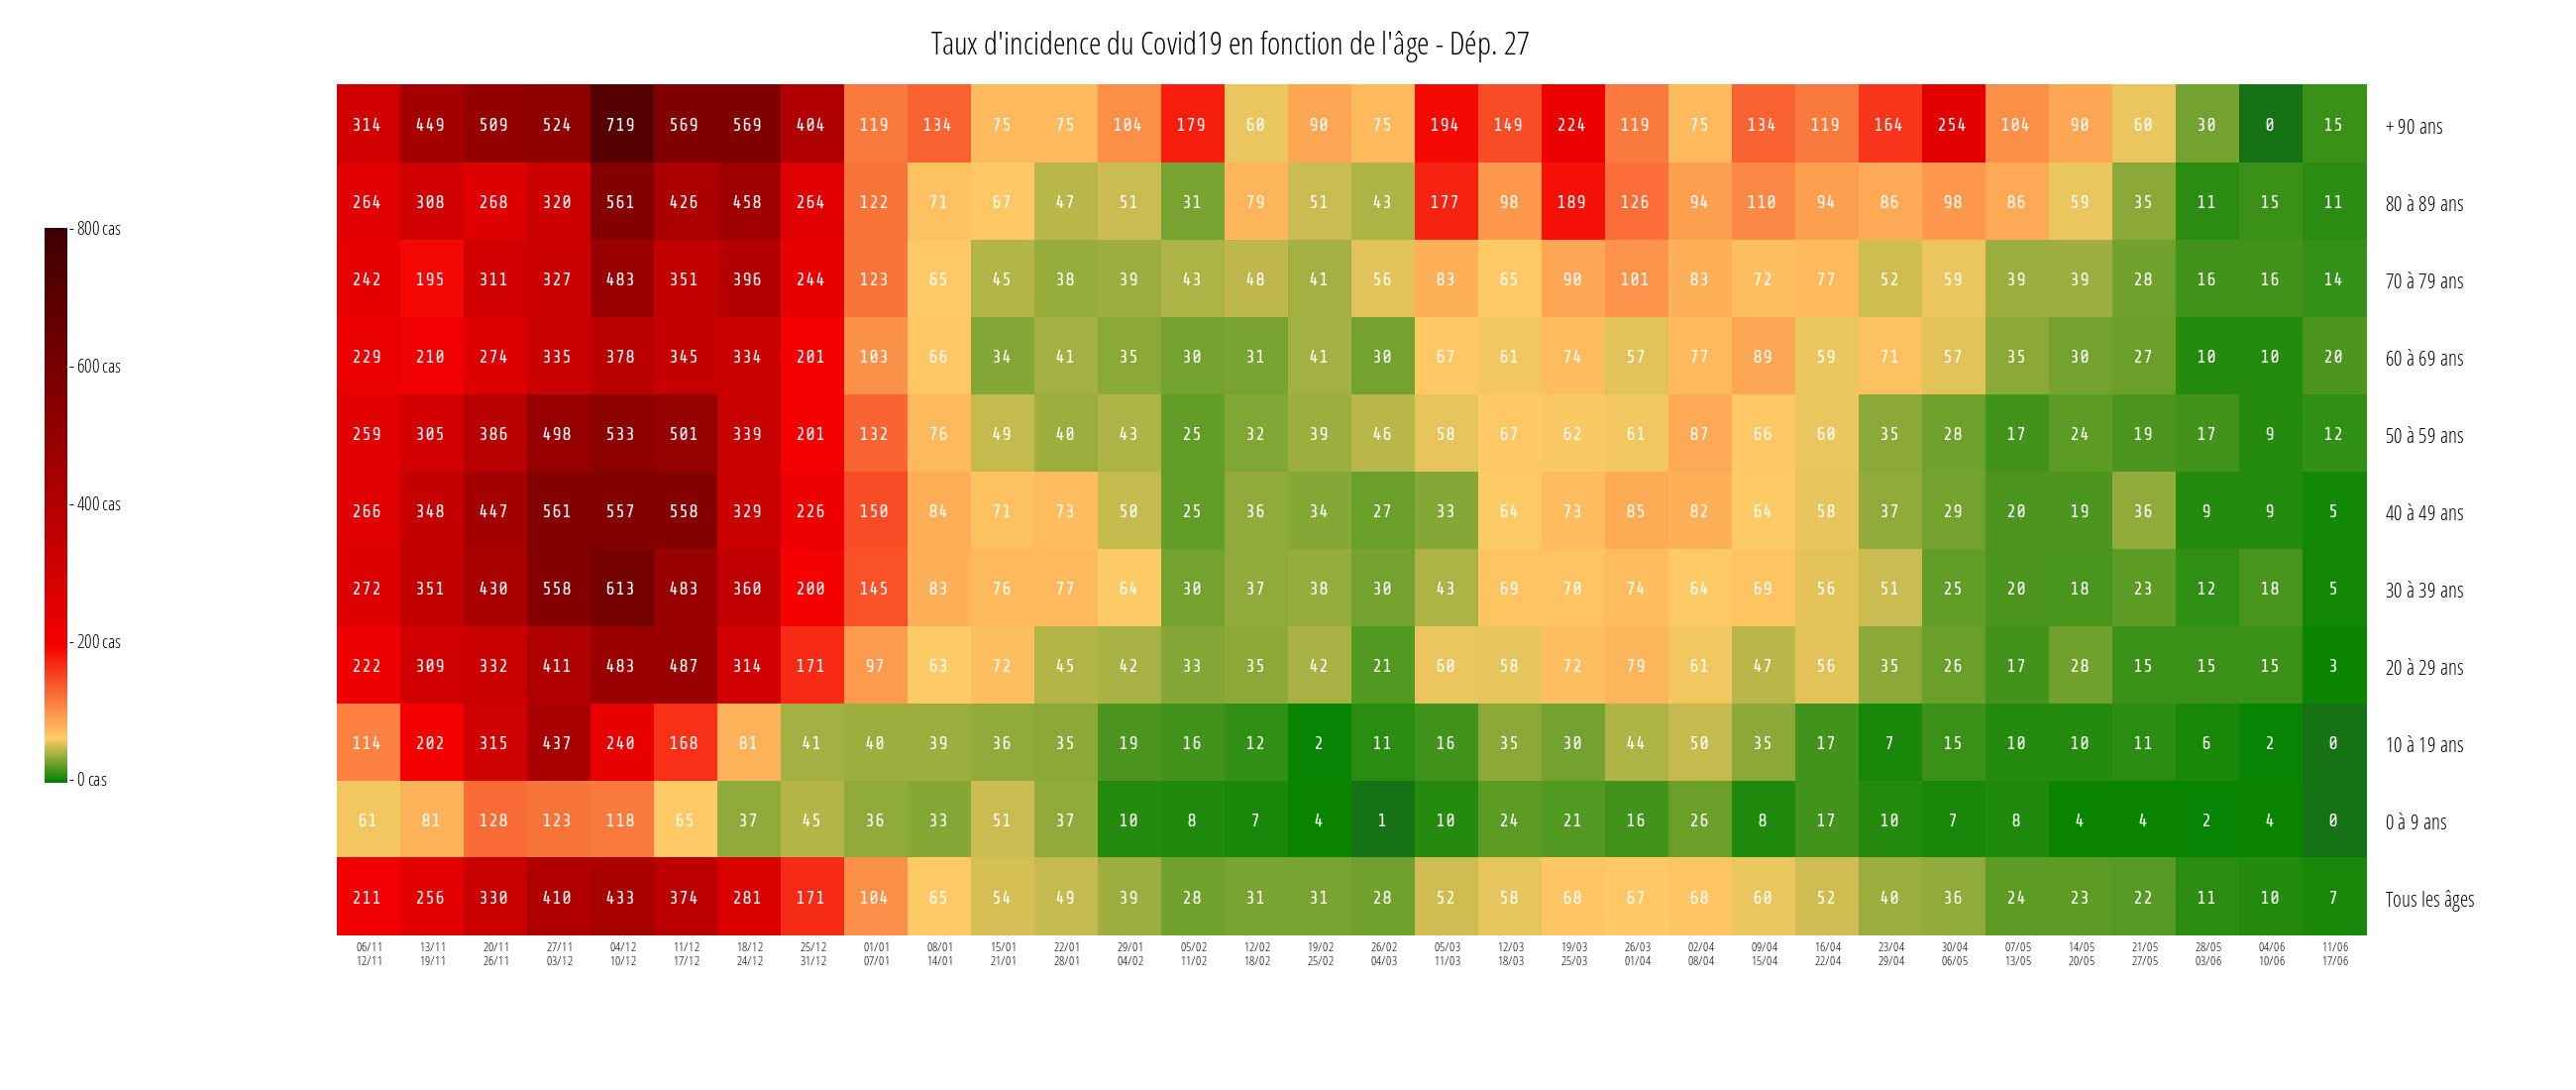 Taux d'incidence du Covid19 en fonction de l'âge - Dép. 27
314 449 509 524 719 569 569 404 119 134 75 75 104 179 60 90 75 194 149 224 119 75 134 119 164 254 104 90 60 30 0 15 + 90 ans
264 308 268 320 561 426 458 264 122 71 67 47 51 31 79 51 43 177 98 189 126 94 110 94 86 98 86 59 35 11 15 11 80 à 89 ans
- 800 cas
242 195 311 327 483 351 396 244 123 65 45 38 39 43 48 41 56 83 65 90 101 83 72 77 52 59 39 39 28 16 16 14 70 à 79 ans
229 210 274 335 378 345 334 201 103 66 34 41 35 30 31 41 30 67 61 74 57 77 89 59 71 57 35 30 27 10 10 20 60 à 69 ans
- 600 cas
259 305 386 498 533 501 339 201 132 76 49 40 43 25 32 39 46 58 67 62 61 87 66 60 35 28 17 24 19 17 9 12 50 à 59 ans
- 400 cas
266 348 447 561 557 558 329 226 150 84 71 73 50 25 36 34 27 33 64 73 85 82 64 58 37 29 20 19 36 9 9 5 40 à 49 ans
272 351 430 558 613 483 360 200 145 83 76 77 64 30 37 38 30 43 69 70 74 64 69 56 51 25 20 18 23 12 18 5 30 à 39 ans
- 200 cas
222 309 332 411 483 487 314 171 97 63 72 45 42 33 35 42 21 60 58 72 79 61 47 56 35 26 17 28 15 15 15 3 20 à 29 ans
114 202 315 437 240 168 81 41 40 39 36 35 19 16 12 2 11 16 35 30 44 50 35 17 7 15 10 10 11 6 2 0 10 à 19 ans
- 0 cas
61 81 128 123 118 65 37 45 36 33 51 37 10 8 7 4 1 10 24 21 16 26 8 17 10 7 8 4 4 2 4 0 0 à 9 ans
211 256 330 410 433 374 281 171 104 65 54 49 39 28 31 31 28 52 58 68 67 68 60 52 40 36 24 23 22 11 10 7 Tous les âges
06/11 13/11 20/11 27/11 04/12 11/12 18/12 25/12 01/01 08/01 15/01 22/01 29/01 05/02 12/02 19/02 26/02 05/03 12/03 19/03 26/03 02/04 09/04 16/04 23/04 30/04 07/05 14/05 21/05 28/05 04/06 11/06
12/11 19/11 26/11 03/12 10/12 17/12 24/12 31/12 07/01 14/01 21/01 28/01 04/02 11/02 18/02 25/02 04/03 11/03 18/03 25/03 01/04 08/04 15/04 22/04 29/04 06/05 13/05 20/05 27/05 03/06 10/06 17/06